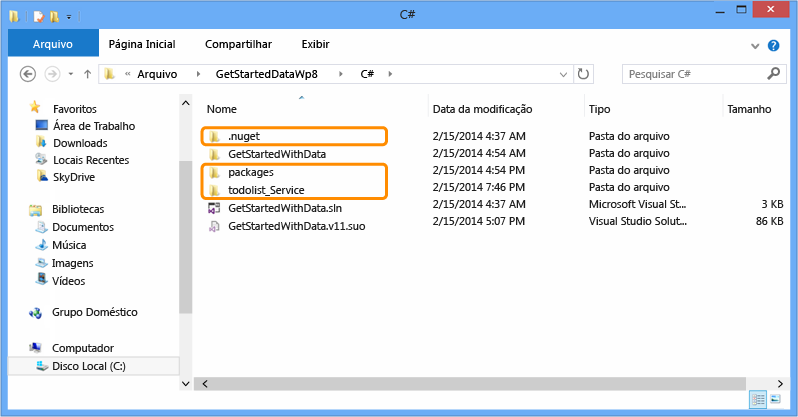 C#
Arquivo Página Inicial Compartilhar Exibir
« Arquivo GetStartedDataWp8 C# Pesquisar C#
Nome Data da modificação Tipo Tamanho
Favoritos
Área de Trabalho
Downloads
Locais Recentes
SkyDrive
Bibliotecas
Documentos
Música
Imagens
Vídeos
Grupo Doméstico
Computador
Disco Local (C:)
.nuget 2/15/2014 4:37 AM Pasta do arquivo
GetStartedWithData 2/15/2014 4:54 AM Pasta do arquivo
packages 2/15/2014 4:54 PM Pasta do arquivo
todolist_Service 2/15/2014 7:46 PM Pasta do arquivo
GetStartedWithData.sln 2/15/2014 4:37 AM Microsoft Visual St... 3 KB
GetStartedWithData.v11.suo 2/15/2014 5:07 PM Visual Studio Solut... 86 KB